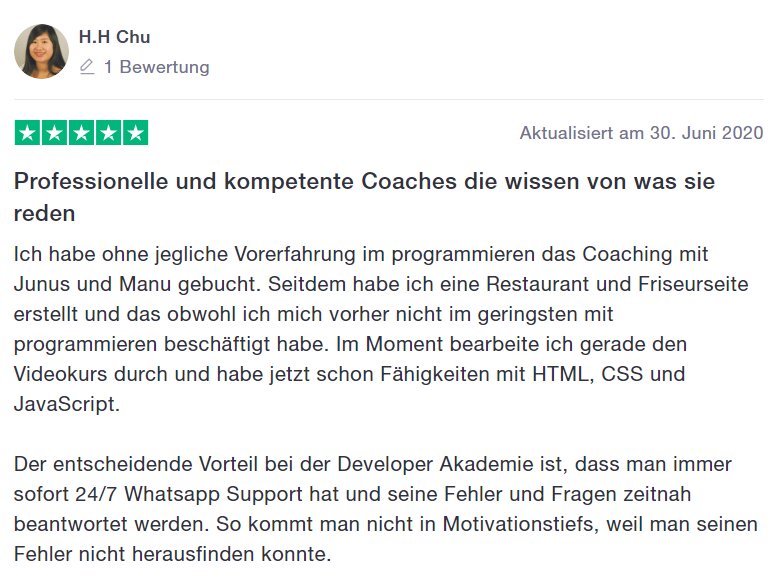 H.H Chu
1 Bewertung
Aktualisiert am 30. Juni 2020
Professionelle und kompetente Coaches die wissen von was sie
reden
Ich habe ohne jegliche Vorerfahrung im programmieren das Coaching mit
Junus und Manu gebucht. Seitdem habe ich eine Restaurant und Friseurseite
erstellt und das obwohl ich mich vorher nicht im geringsten mit
programmieren beschäftigt habe. Im Moment bearbeite ich gerade den
Videokurs durch und habe jetzt schon Fähigkeiten mit HTML, CSS und
JavaScript.
Der entscheidende Vorteil bei der Developer Akademie ist, dass man immer
sofort 24/7 Whatsapp Support hat und seine Fehler und Fragen zeitnah
beantwortet werden. So kommt man nicht in Motivationstiefs, weil man seinen
Fehler nicht herausfinden konnte.